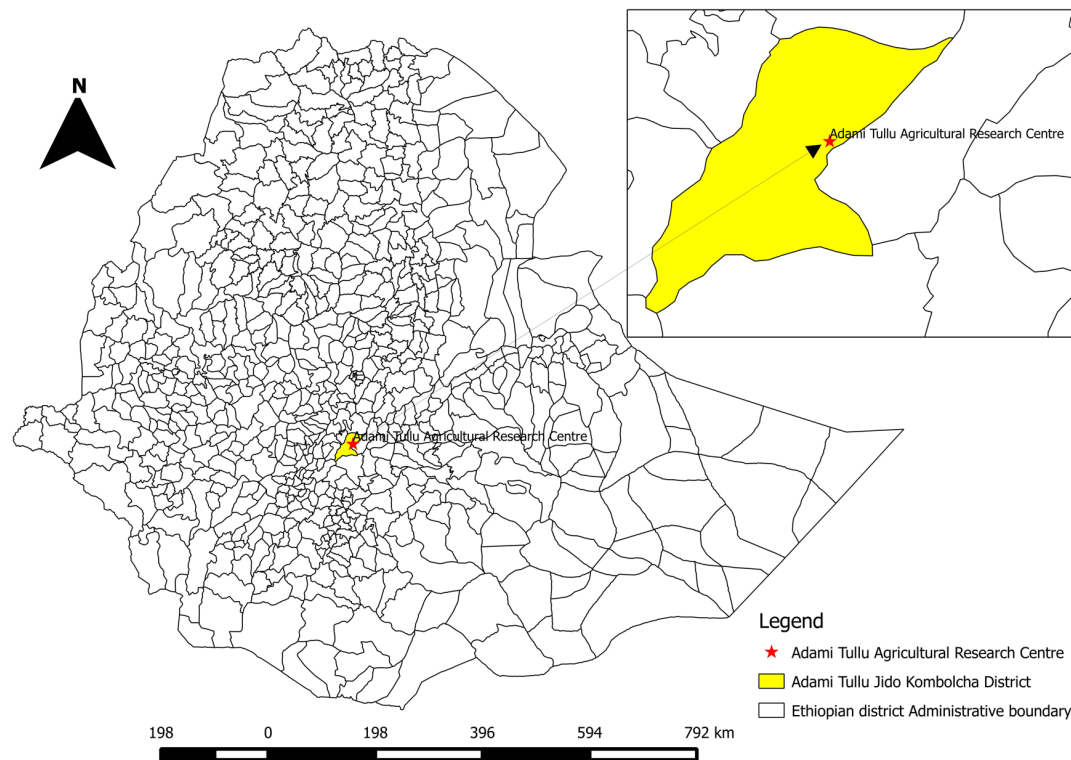 N
Adami Tullu Agricultural Research Centre
Adami Tullu Agricultural Research Centre
Legend
Adami Tullu Agricultural Research Centre
Adami Tullu Jido Kombolcha District
Ethiopian district Administrative boundary
198 0 198 396 594 792 km